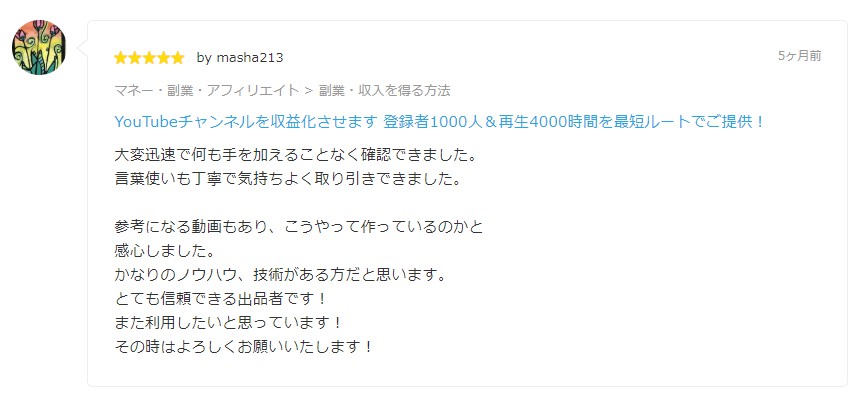 ★★★★★ by masha213
5ヶ月前
マネー・副業・アフィリエイト > 副業・収入を得る方法
YouTubeチャンネルを収益化させます 登録者1000人&再生4000時間を最短ルートでご提供！
大変迅速で何も手を加えることなく確認できました。
言葉使いも丁寧で気持ちよく取り引きできました。
参考になる動画もあり、こうやって作っているのかと
感心しました。
かなりのノウハウ、技術がある方だと思います。
とても信頼できる出品者です！
また利用したいと思っています！
その時はよろしくお願いいたします！